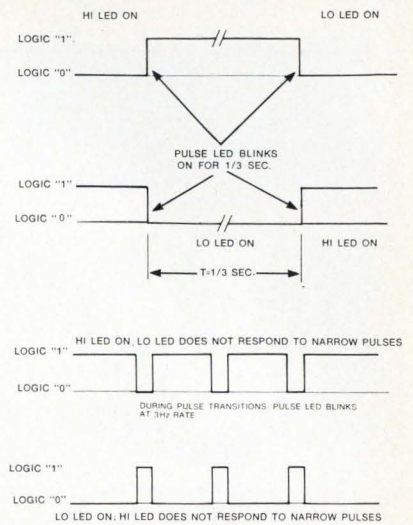 HI LED ON LO LED ON
LOGIC "1".
LOGIC "0"
PULSE LED BLINKS
ON FOR 1/3 SEC.
LOGIC "1"
LOGIC "0"
LO LED ON HI LED ON
T=1/3 SEC.
HI LED ON, LO LED DOES NOT RESPOND TO NARROW PULSES
LOGIC "1"
LOGIC "0"
DURING PULSE TRANSITIONS PULSE LED BLINKS
AT 3Hz RATE
LOGIC "1"
LOGIC "0"
LO LED ON; HI LED DOES NOT RESPOND TO NARROW PULSES